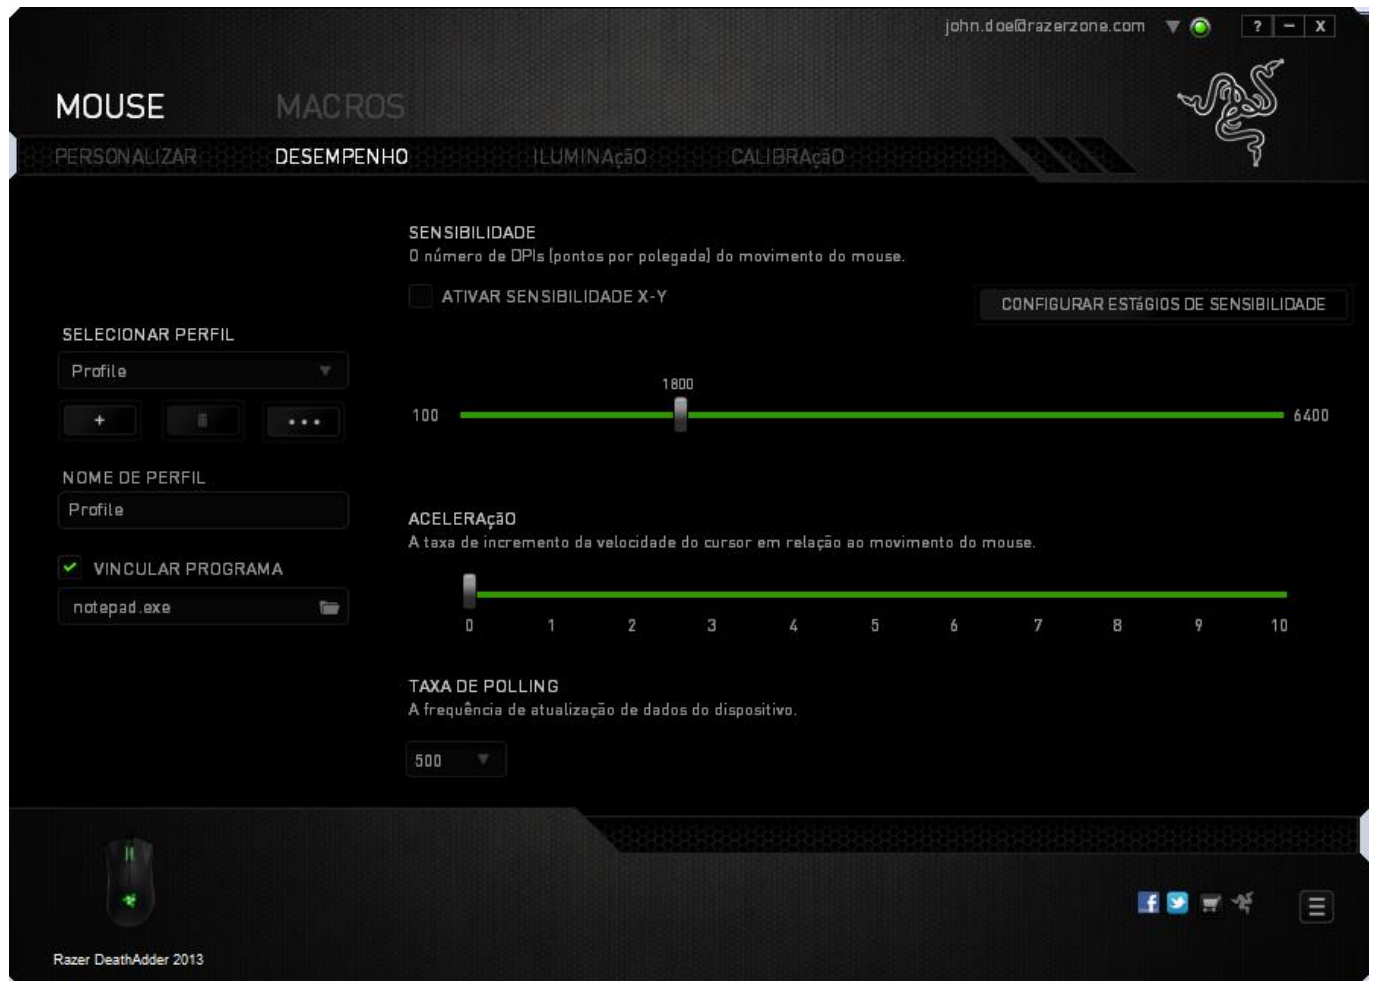 john.doe@razerzone.com
? – X
MOUSE MACROS
PERSONALIZAR DESEMPENHO ILUMINAçãO CALIBRAçãO
SENSIBILIDADE
O número de DPIs (pontos por polegada) do movimento do mouse.
ATIVAR SENSIBILIDADE X-Y
CONFIGURAR ESTáGIOS DE SENSIBILIDADE
SELECIONAR PERFIL
Profile
+ •••
1800
100 6400
NOME DE PERFIL
Profile
ACELERAçãO
A taxa de incremento da velocidade do cursor em relação ao movimento do mouse.
VINCULAR PROGRAMA
notepad.exe
0 1 2 3 4 5 6 7 8 9 10
TAXA DE POLLING
A frequência de atualização de dados do dispositivo.
500
Razer DeathAdder 2013